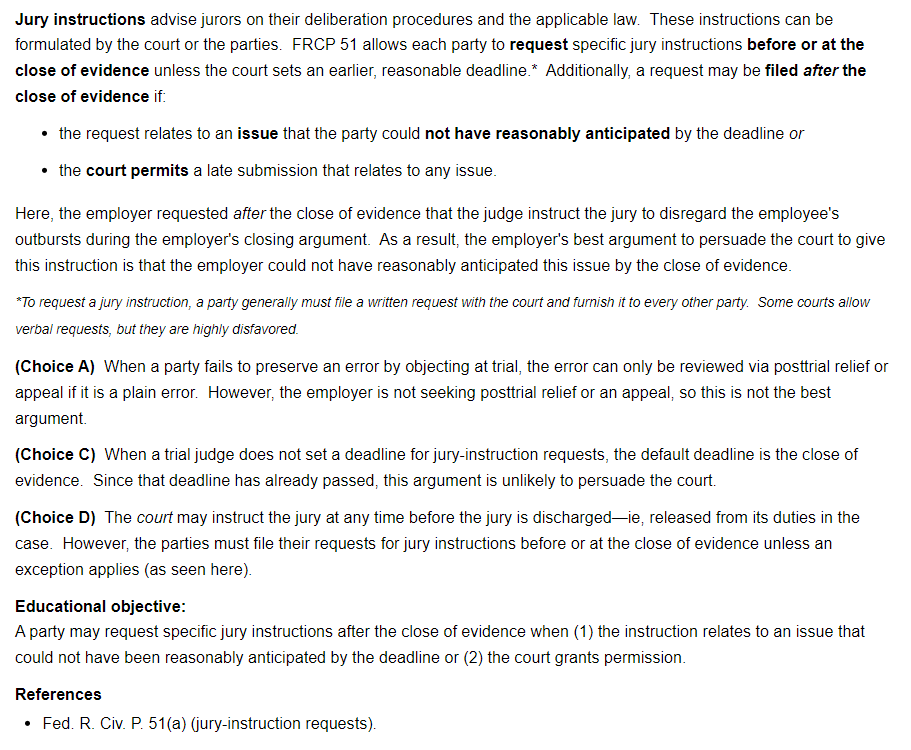 Jury instructions advise jurors on their deliberation procedures and the applicable law. These instructions can be
formulated by the court or the parties. FRCP 51 allows each party to request specific jury instructions before or at the
close of evidence unless the court sets an earlier, reasonable deadline.* Additionally, a request may be filed after the
close of evidence if:
• the request relates to an issue that the party could not have reasonably anticipated by the deadline or
• the court permits a late submission that relates to any issue.
Here, the employer requested after the close of evidence that the judge instruct the jury to disregard the employee's
outbursts during the employer's closing argument. As a result, the employer's best argument to persuade the court to give
this instruction is that the employer could not have reasonably anticipated this issue by the close of evidence.
*To request a jury instruction, a party generally must file a written request with the court and furnish it to every other party. Some courts allow
verbal requests, but they are highly disfavored.
(Choice A) When a party fails to preserve an error by objecting at trial, the error can only be reviewed via posttrial relief or
appeal if it is a plain error. However, the employer is not seeking posttrial relief or an appeal, so this is not the best
argument.
(Choice C) When a trial judge does not set a deadline for jury-instruction requests, the default deadline is the close of
evidence. Since that deadline has already passed, this argument is unlikely to persuade the court.
(Choice D) The court may instruct the jury at any time before the jury is discharged—ie, released from its duties in the
case. However, the parties must file their requests for jury instructions before or at the close of evidence unless an
exception applies (as seen here).
Educational objective:
A party may request specific jury instructions after the close of evidence when (1) the instruction relates to an issue that
could not have been reasonably anticipated by the deadline or (2) the court grants permission.
References
• Fed. R. Civ. P. 51(a) (jury-instruction requests).